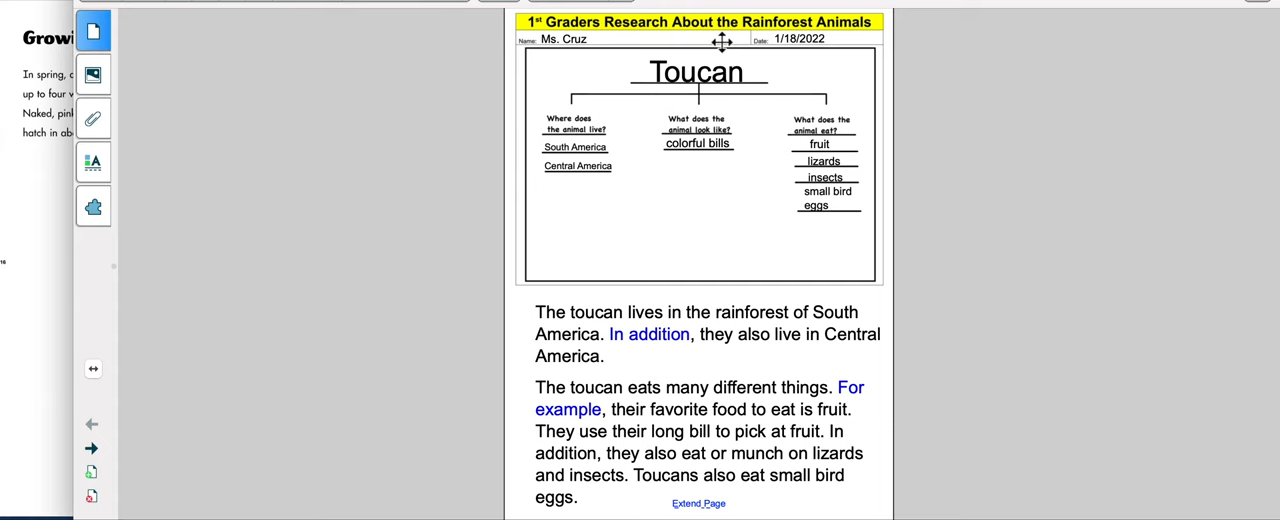 Growi
In spring, c
up to four w
Naked, pink
hatch in ab
16
1st Graders Research About the Rainforest Animals
Name: Ms. Cruz Date: 1/18/2022
Toucan
Where does
the animal live?
South America
Central America
What does the
animal look like?
colorful bills
What does the
animal eat?
fruit
lizards
insects
small bird
eggs
The toucan lives in the rainforest of South
America. In addition, they also live in Central
America.
The toucan eats many different things. For
example, their favorite food to eat is fruit.
They use their long bill to pick at fruit. In
addition, they also eat or munch on lizards
and insects. Toucans also eat small bird
eggs.
Extend Page